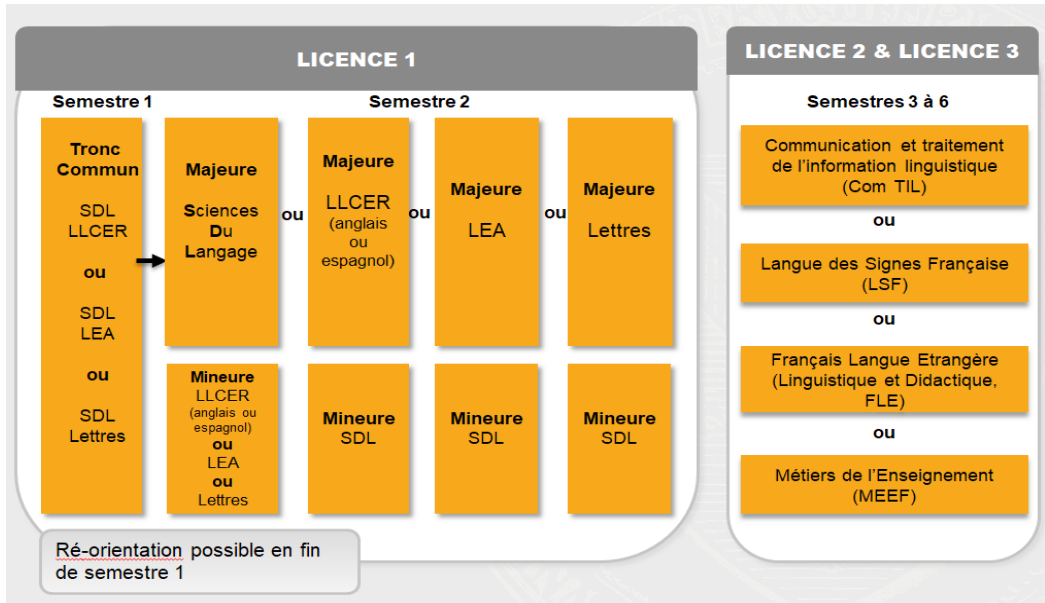 LICENCE 1
Semestre 1
Semestre 2
Tronc
Commun
SDL
LLCER
ou
SDL
LEA
ou
SDL
Lettres
Majeure
Sciences
Du
Langage
ou
Majeure
LLCER
(anglais
ou
espagnol)
ou
Majeure
LEA
ou
Majeure
Lettres
Mineure
LLCER
(anglais ou
espagnol)
ou
LEA
ou
Lettres
Mineure
SDL
Mineure
SDL
Mineure
SDL
Ré-orientation possible en fin
de semestre 1
LICENCE 2 & LICENCE 3
Semestres 3 à 6
Communication et traitement
de l'information linguistique
(Com TIL)
ou
Langue des Signes Française
(LSF)
ou
Français Langue Etrangère
(Linguistique et Didactique,
FLE)
ou
Métiers de l'Enseignement
(MEEF)